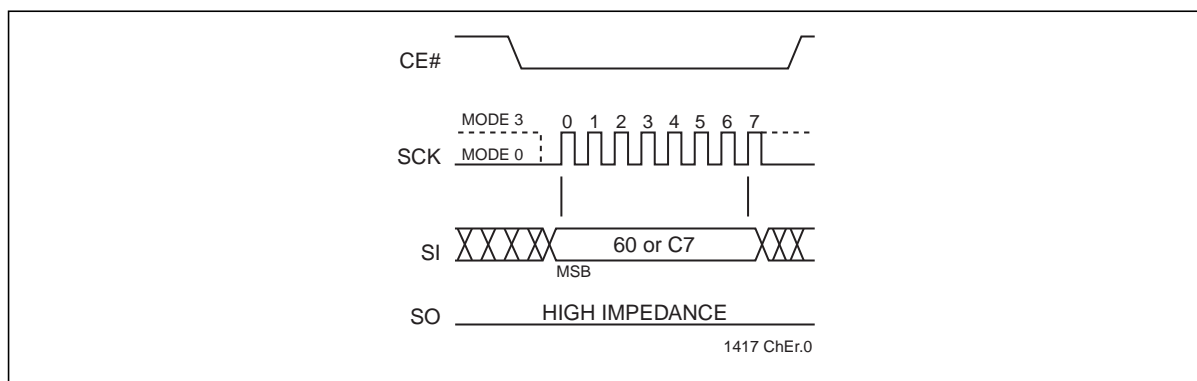 CE#
MODE 3
0 1 2 3 4 5 6 7
SCK
MODE 0
SI
60 or C7
MSB
SO
HIGH IMPEDANCE
1417 ChEr.0